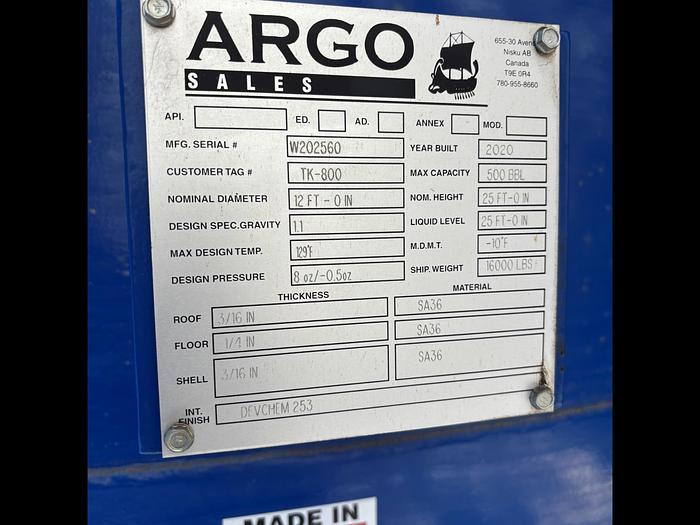 ARGO
SALES
655-30 Aven
Nisku AB
Canada
T9E 0R4
780-955-8660
API. ED. AD. ANNEX MOD.
MFG. SERIAL # W202560 YEAR BUILT 2020
CUSTOMER TAG # TK-800 MAX CAPACITY 500 BBL
NOMINAL DIAMETER 12 FT - 0 IN NOM. HEIGHT 25 FT-0 IN
DESIGN SPEC.GRAVITY 1.1 LIQUID LEVEL 25 FT-0 IN
MAX DESIGN TEMP. 129°F M.D.M.T. -10°F
DESIGN PRESSURE 8 oz/-0.5oz SHIP. WEIGHT 16000 LBS
THICKNESS MATERIAL
ROOF 3/16 IN SA36
FLOOR 1/4 IN SA36
SHELL 3/16 IN SA36
INT. FINISH DEVCHEM 253
MADE IN